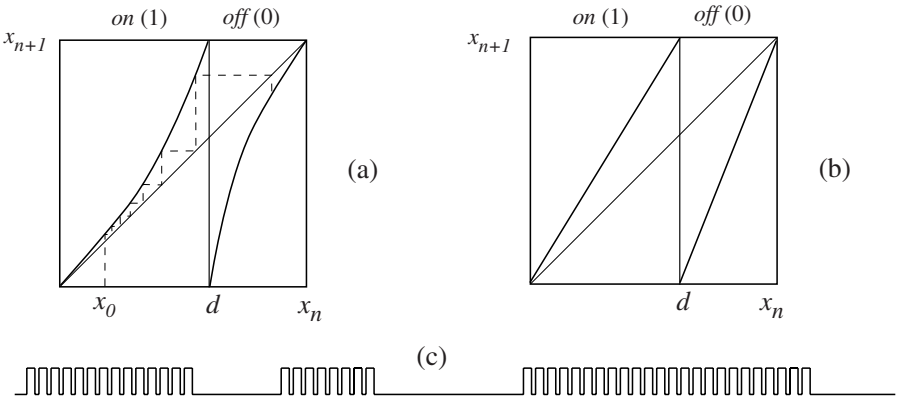 on (1) off (0)
x_{n+1}
(a)
x_0 d x_n
on (1) off (0)
x_{n+1}
(b)
d x_n
(c)